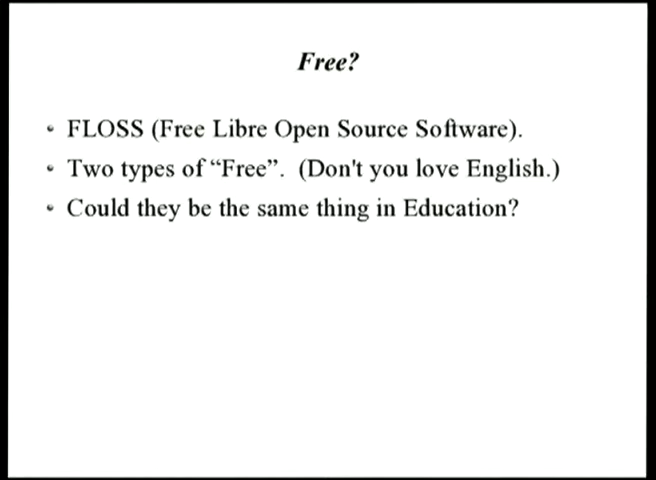 Free?
FLOSS (Free Libre Open Source Software).
Two types of “Free”.  (Don't you love English.)
Could they be the same thing in Education?